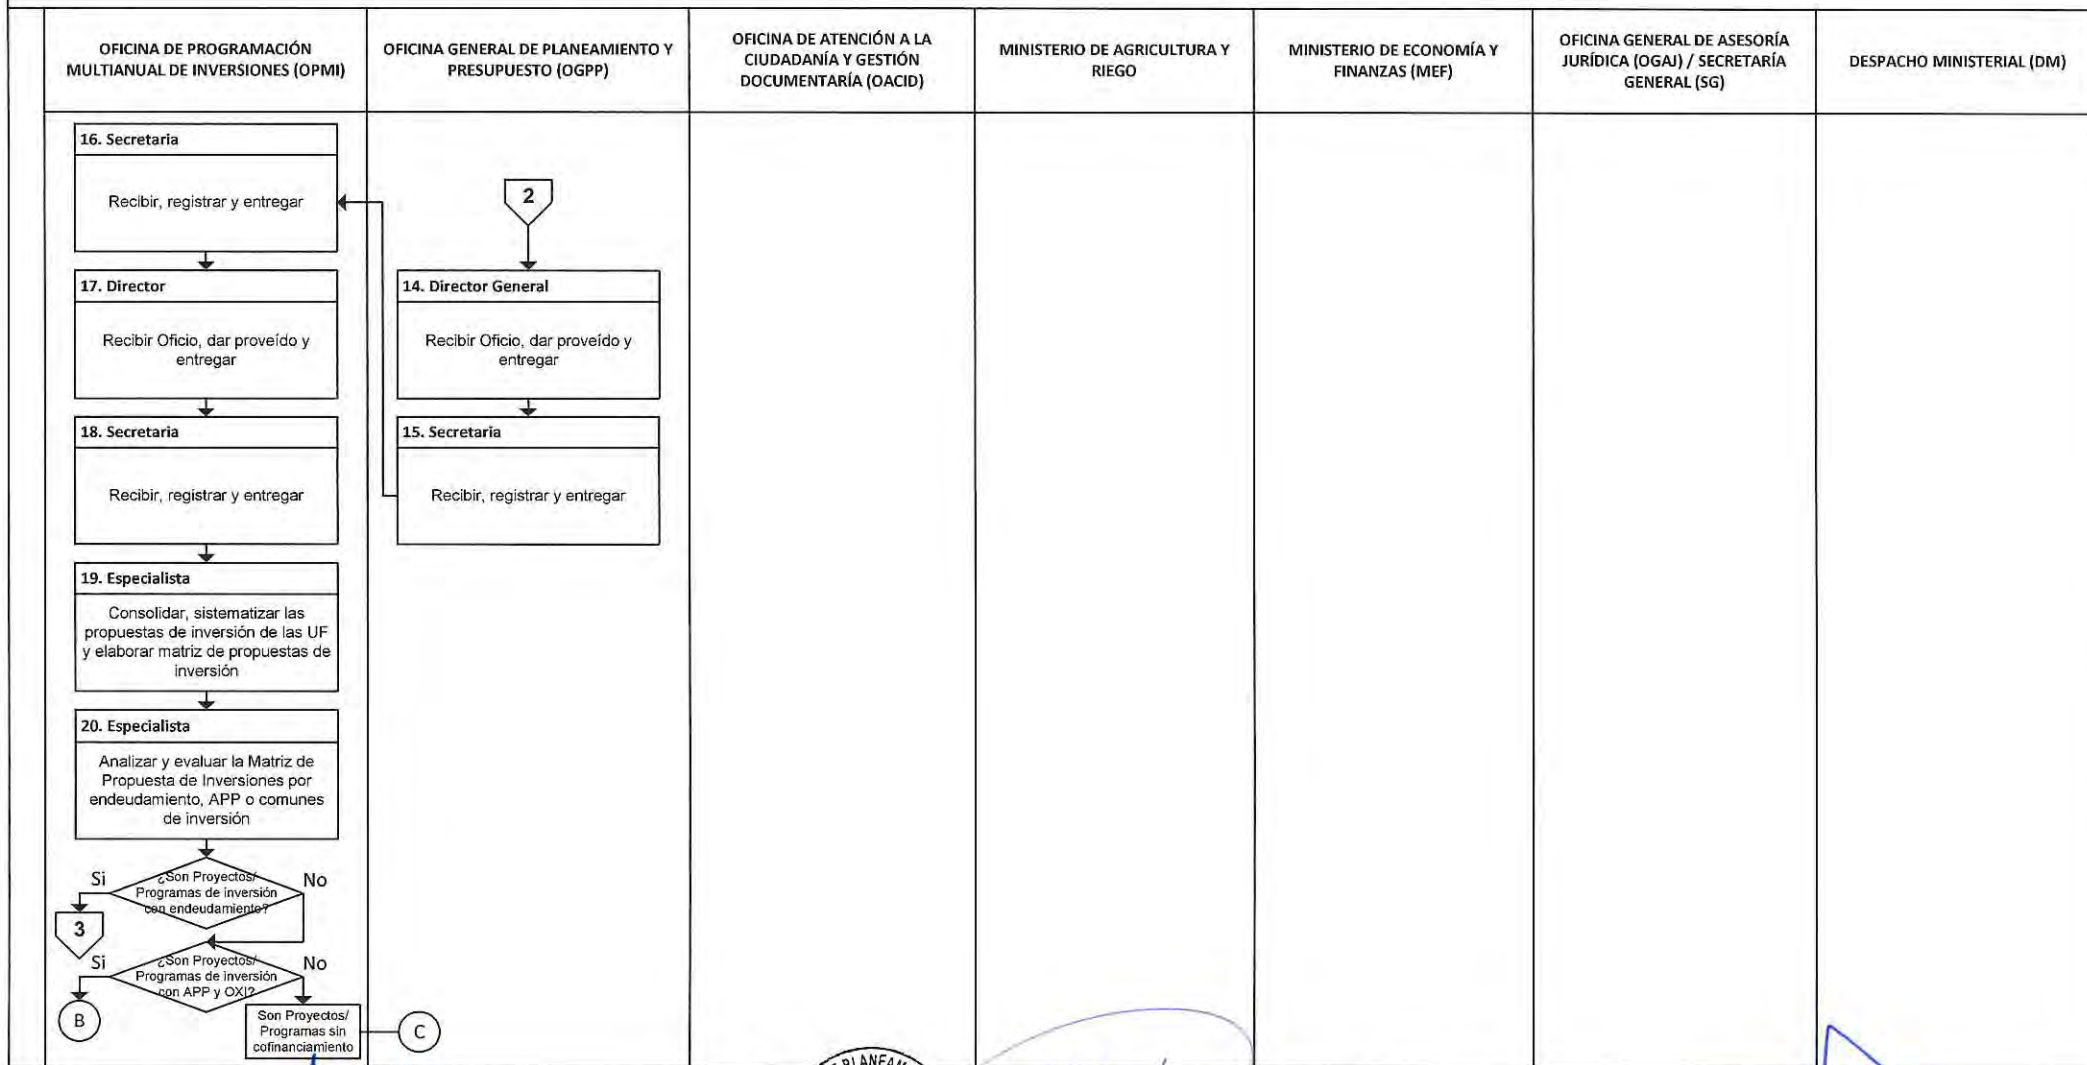 OFICINA DE PROGRAMACIÓN
MULTIANUAL DE INVERSIONES (OPMI)
OFICINA GENERAL DE PLANEAMIENTO Y
PRESUPUESTO (OGPP)
OFICINA DE ATENCIÓN A LA
CIUDADANÍA Y GESTIÓN
DOCUMENTARÍA (OACID)
MINISTERIO DE AGRICULTURA Y
RIEGO
MINISTERIO DE ECONOMÍA Y
FINANZAS (MEF)
OFICINA GENERAL DE ASESORÍA
JURÍDICA (OGAJ) / SECRETARÍA
GENERAL (SG)
DESPACHO MINISTERIAL (DM)
2
14. Director General
Recibir Oficio, dar proveído y
entregar
15. Secretaria
Recibir, registrar y entregar
16. Secretaria
Recibir, registrar y entregar
17. Director
Recibir Oficio, dar proveído y
entregar
18. Secretaria
Recibir, registrar y entregar
19. Especialista
Consolidar, sistematizar las
propuestas de inversión de las UF
y elaborar matriz de propuestas de
inversión
20. Especialista
Analizar y evaluar la Matriz de
Propuesta de Inversiones por
endeudamiento, APP o comunes
de inversión
Si
¿Son Proyectos/
Programas de inversión
con endeudamiento?
No
3
Si
¿Son Proyectos/
Programas de inversión
con APP y OXI?
No
B
Son Proyectos/
Programas sin
cofinanciamiento
C